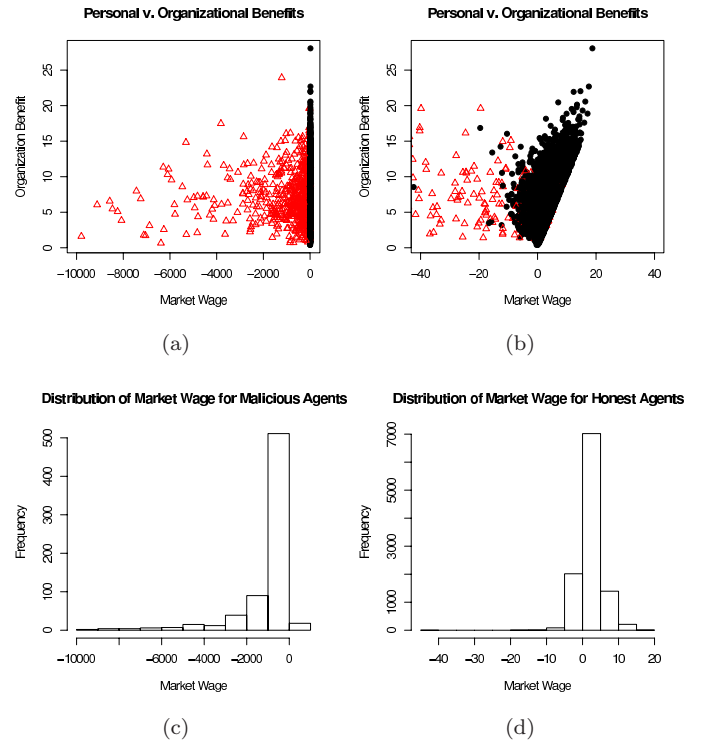 Personal v. Organizational Benefiits
Personal v. Organizational Benefiits
Organization Benefit
0 5 10 15 20 25
−10000 −8000 −6000 −4000 −2000 0
Market Wage
Organization Benefit
0 5 10 15 20 25
−40 −20 0 20 40
Market Wage
(a)
(b)
Distribution of Market Wage for Malicious Agents
Distribution of Market Wage for Honest Agents
Frequency
0 100 200 300 400 500
−10000 −6000 −4000 −2000 0
Market Wage
Frequency
0 1000 3000 5000 7000
−40 −30 −20 −10 0 10 20
Market Wage
(c)
(d)